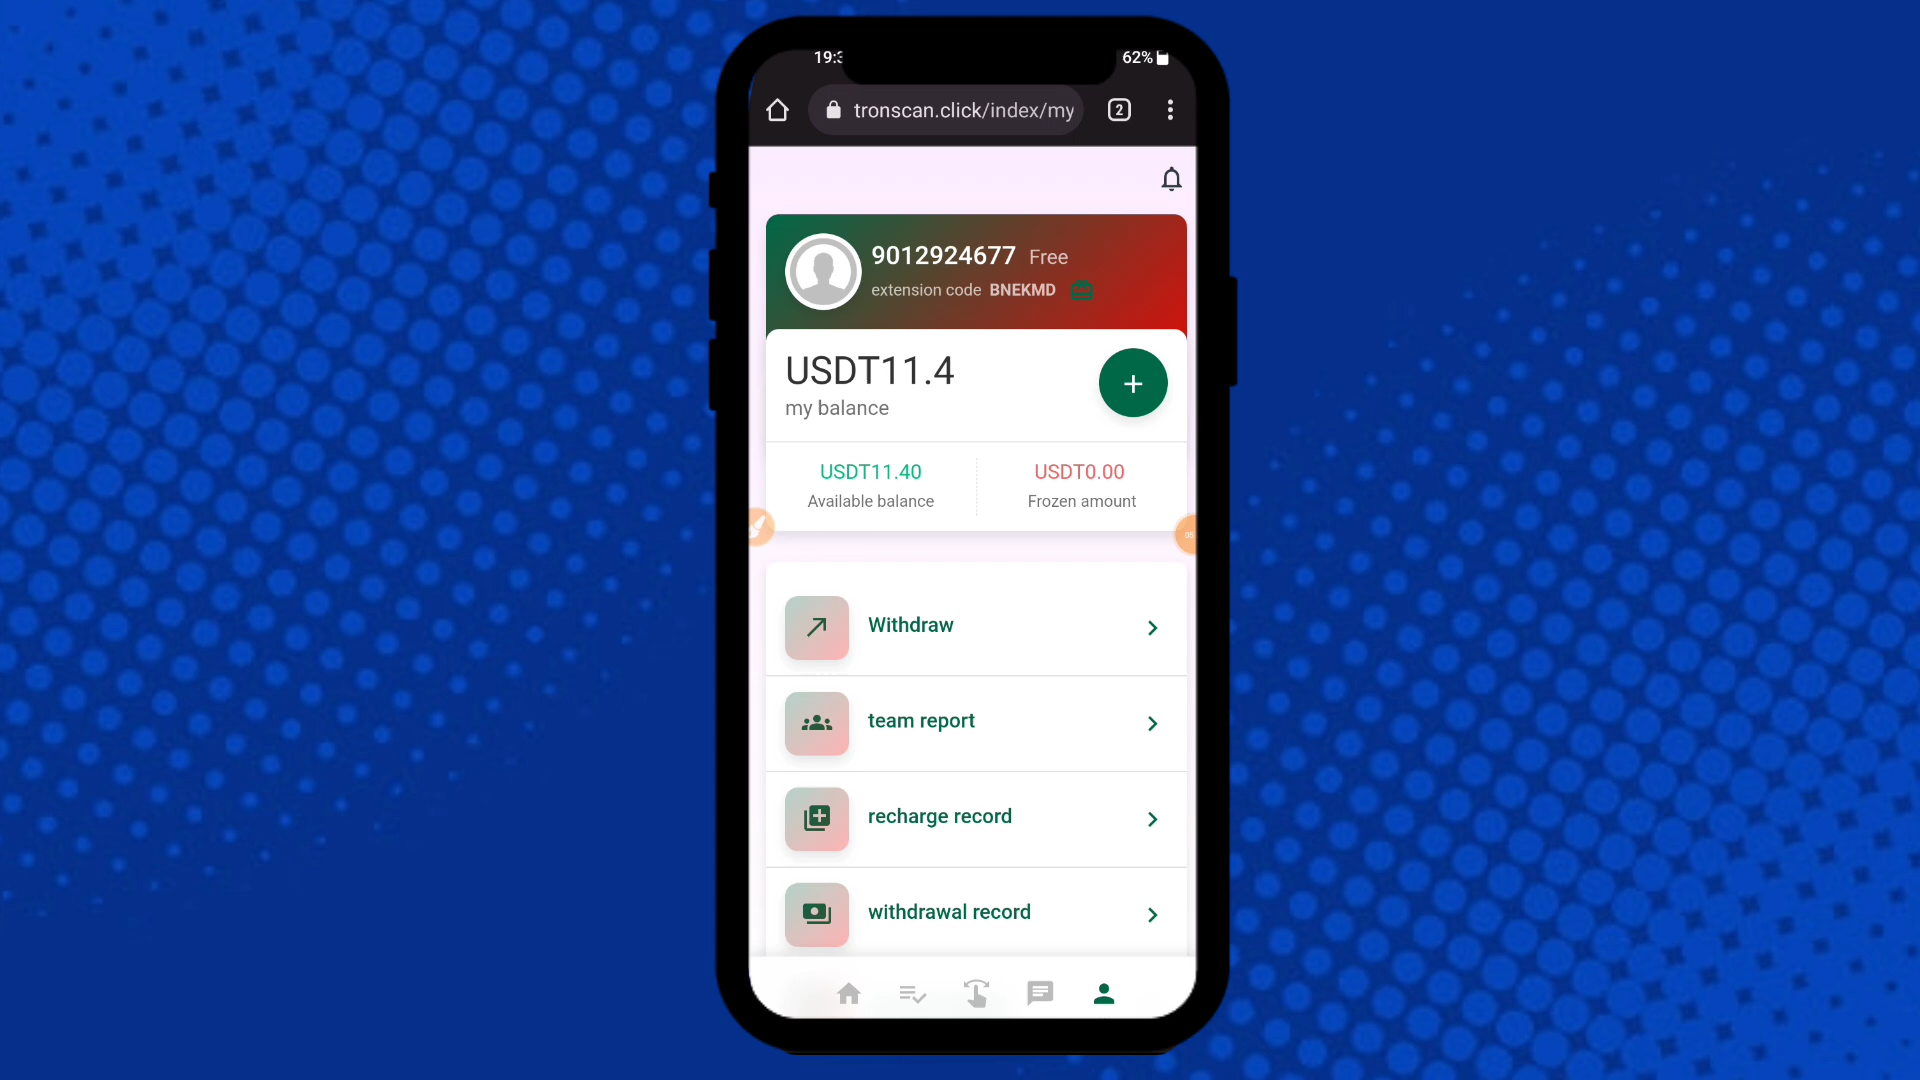 19:3
62%
tronscan.click/index/my
2
9012924677 Free
extension code BNEKMD
USDT11.4
my balance
USDT11.40
Available balance
USDT0.00
Frozen amount
05
Withdraw
team report
recharge record
withdrawal record